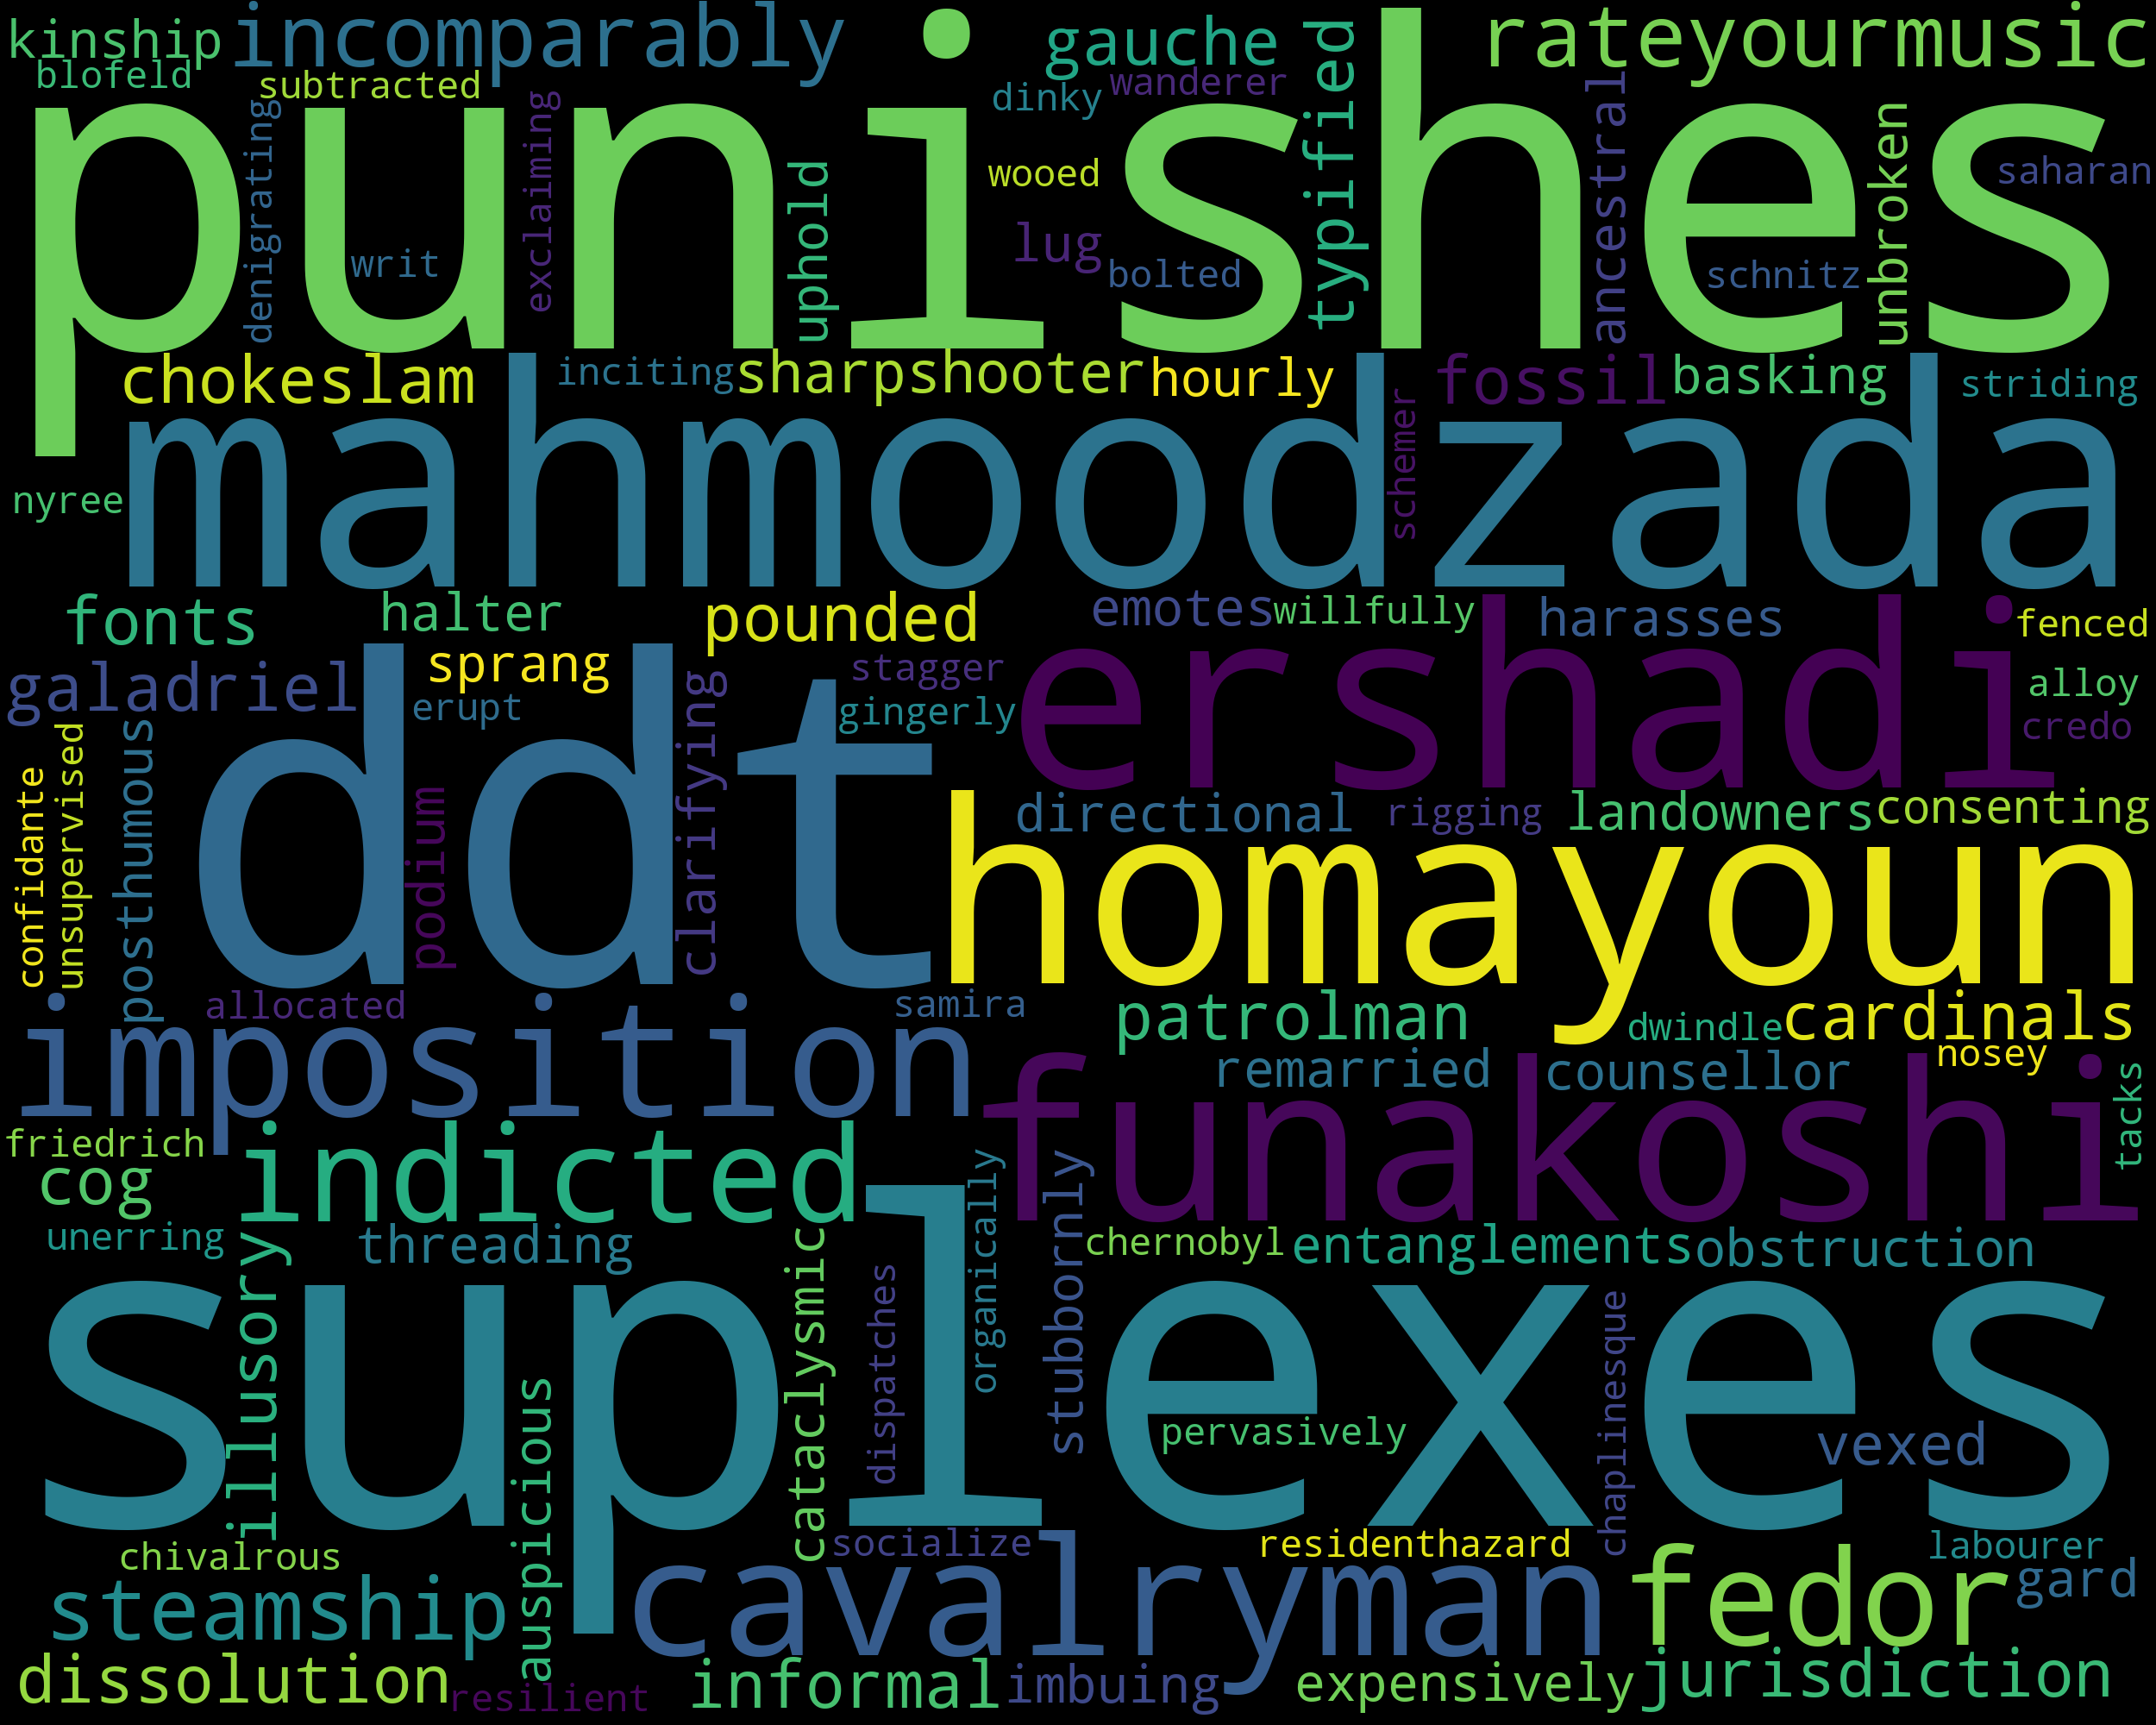 kinship
incomparably
gauche
typified
rateyourmusic
blofeld
subtracted
dinky
wanderer
punishes
denigrating
exclaiming
ancestral
unbroken
wooed
saharan
uphold
writ
lug
bolted
schnitz
chokeslam
inciting
sharpshooter
hourly
fossil
basking
striding
mahmoodzada
schemer
nyree
fonts
halter
pounded
emotes
willfully
harasses
fenced
galadriel
sprang
stagger
ershadi
alloy
erupt
gingerly
credo
clarifying
ddt
confidante
unsupervised
posthumous
podium
directional
rigging
landowners
consenting
homayoun
allocated
samira
patrolman
dwindle
cardinals
imposition
remarried
counsellor
nosey
funakoshi
tacks
friedrich
cog
indicted
organically
stubbornly
unerring
illusory
threading
cataclysmic
chernobyl
entanglements
obstruction
suplexes
dispatches
chaplinesque
pervasively
vexed
auspicious
chivalrous
socialize
residenthazard
labourer
steamship
cavalryman
fedor
gard
dissolution
resilient
informal
imbuing
expensively
jurisdiction